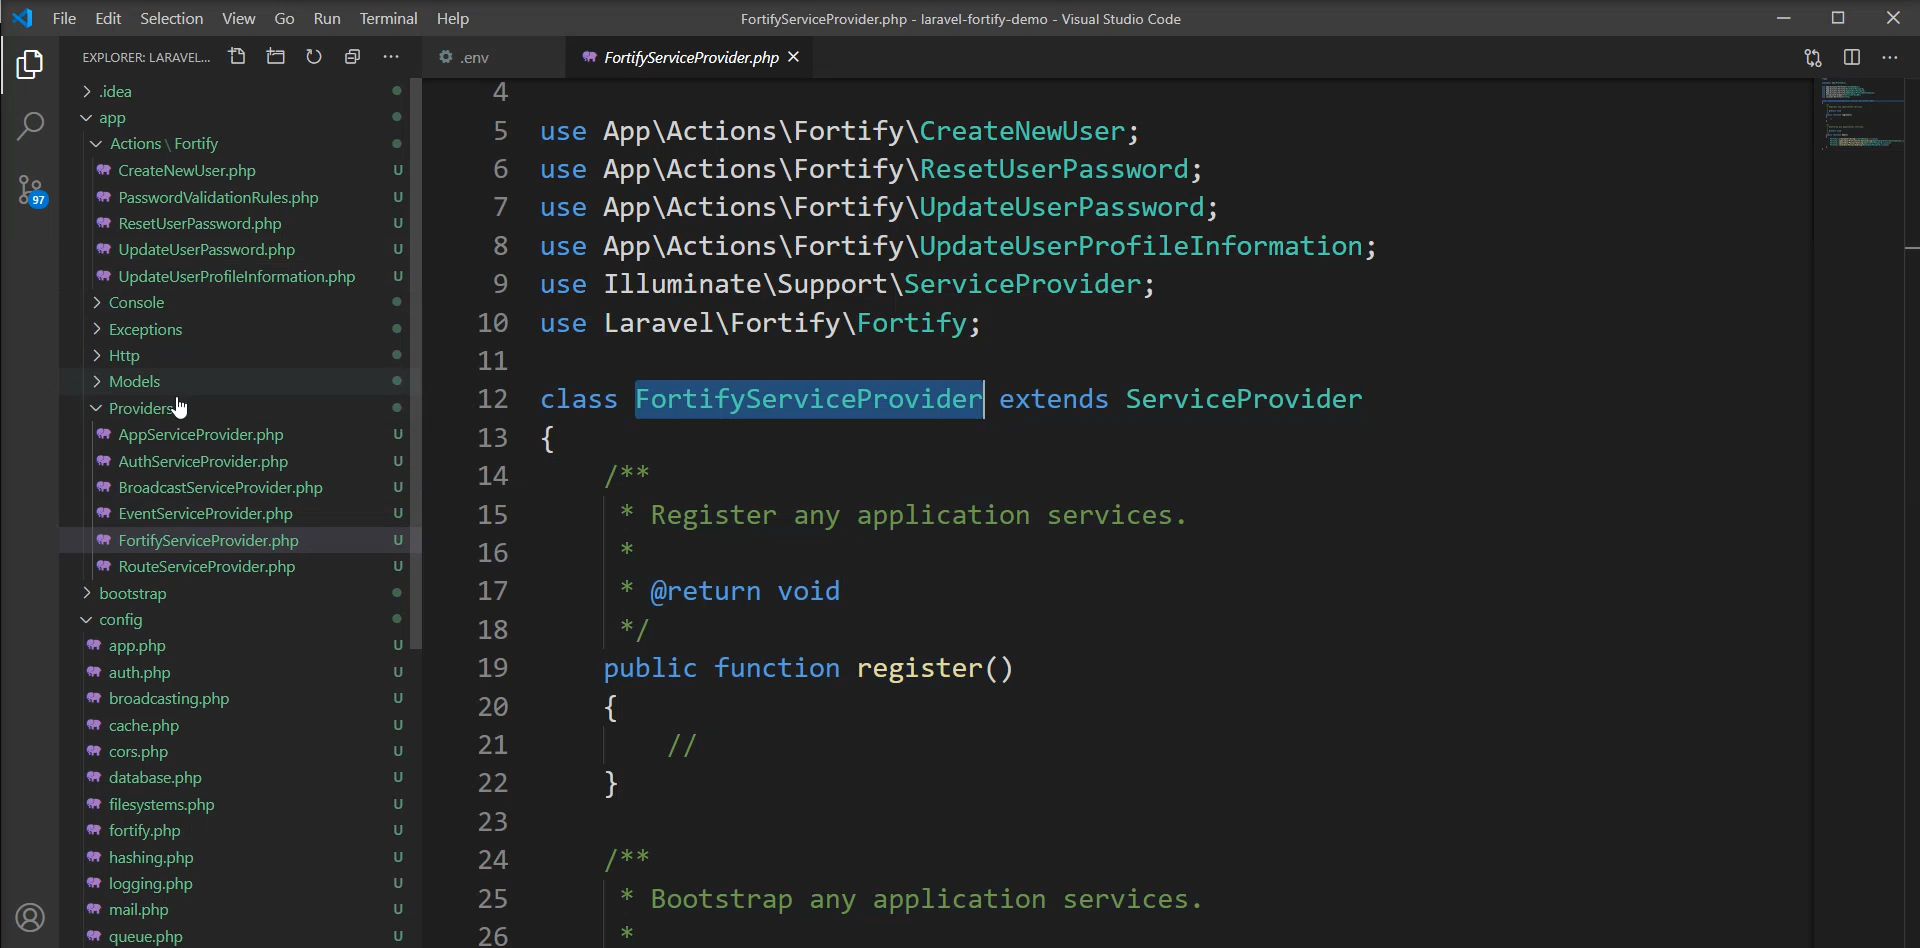 File Edit Selection View Go Run Terminal Help
FortifyServiceProvider.php - laravel-fortify-demo - Visual Studio Code
EXPLORER: LARAVEL...
.env
FortifyServiceProvider.php
.idea
app
Actions \ Fortify
CreateNewUser.php U
PasswordValidationRules.php U
ResetUserPassword.php U
UpdateUserPassword.php U
UpdateUserProfileInformation.php U
Console
Exceptions
Http
Models
Providers
AppServiceProvider.php U
AuthServiceProvider.php U
BroadcastServiceProvider.php U
EventServiceProvider.php U
FortifyServiceProvider.php U
RouteServiceProvider.php U
bootstrap
config
app.php U
auth.php U
broadcasting.php U
cache.php U
cors.php U
database.php U
filesystems.php U
fortify.php U
hashing.php U
logging.php U
mail.php U
queue.php U
97
4
5 use App\Actions\Fortify\CreateNewUser;
6 use App\Actions\Fortify\ResetUserPassword;
7 use App\Actions\Fortify\UpdateUserPassword;
8 use App\Actions\Fortify\UpdateUserProfileInformation;
9 use Illuminate\Support\ServiceProvider;
10 use Laravel\Fortify\Fortify;
11
12 class FortifyServiceProvider extends ServiceProvider
13 {
14 /**
15 * Register any application services.
16 *
17 * @return void
18 */
19 public function register()
20 {
21 //
22 }
23
24 /**
25 * Bootstrap any application services.
26 *